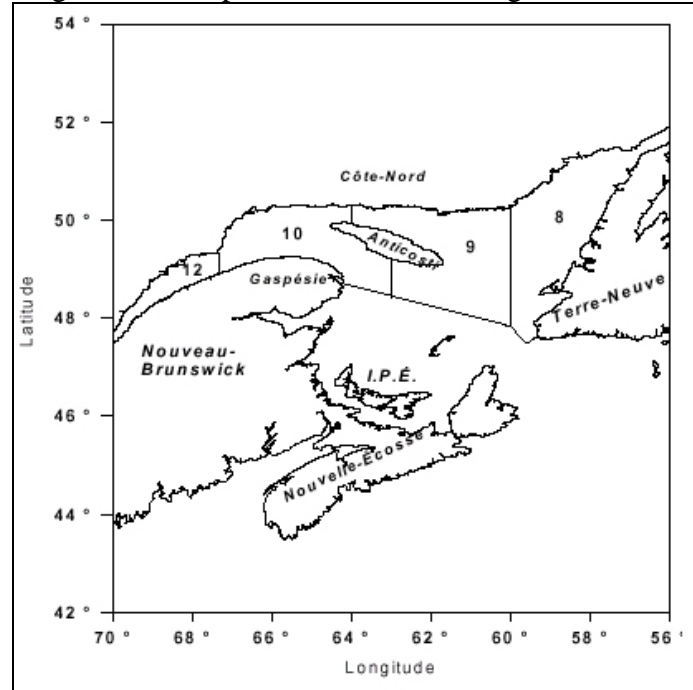 54 °
52 °
50 °
48 °
46 °
44 °
42 °
Latitude
Côte-Nord
8
10
9
Anticosti
12
Gaspésie
Terre-Neuve
Nouveau-
Brunswick
I.P.É.
Nouvelle-Écosse
70 ° 68 ° 66 ° 64 ° 62 ° 60 ° 58 ° 56 °
Longitude